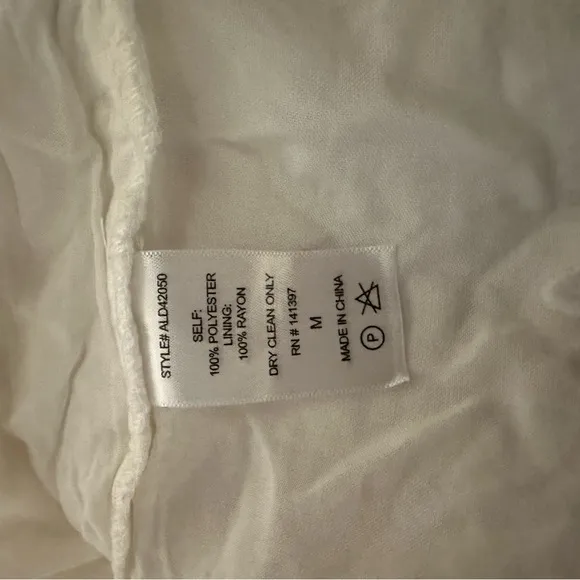 STYLE# ALD42050
SELF:
100% POLYESTER
LINING:
100% RAYON
DRY CLEAN ONLY
RN # 141397
M
MADE IN CHINA
P